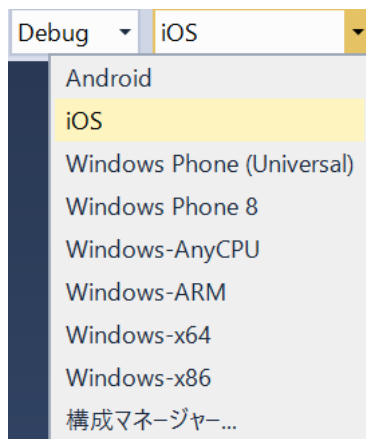 Debug iOS
Android
iOS
Windows Phone (Universal)
Windows Phone 8
Windows-AnyCPU
Windows-ARM
Windows-x64
Windows-x86
構成マネージャー...